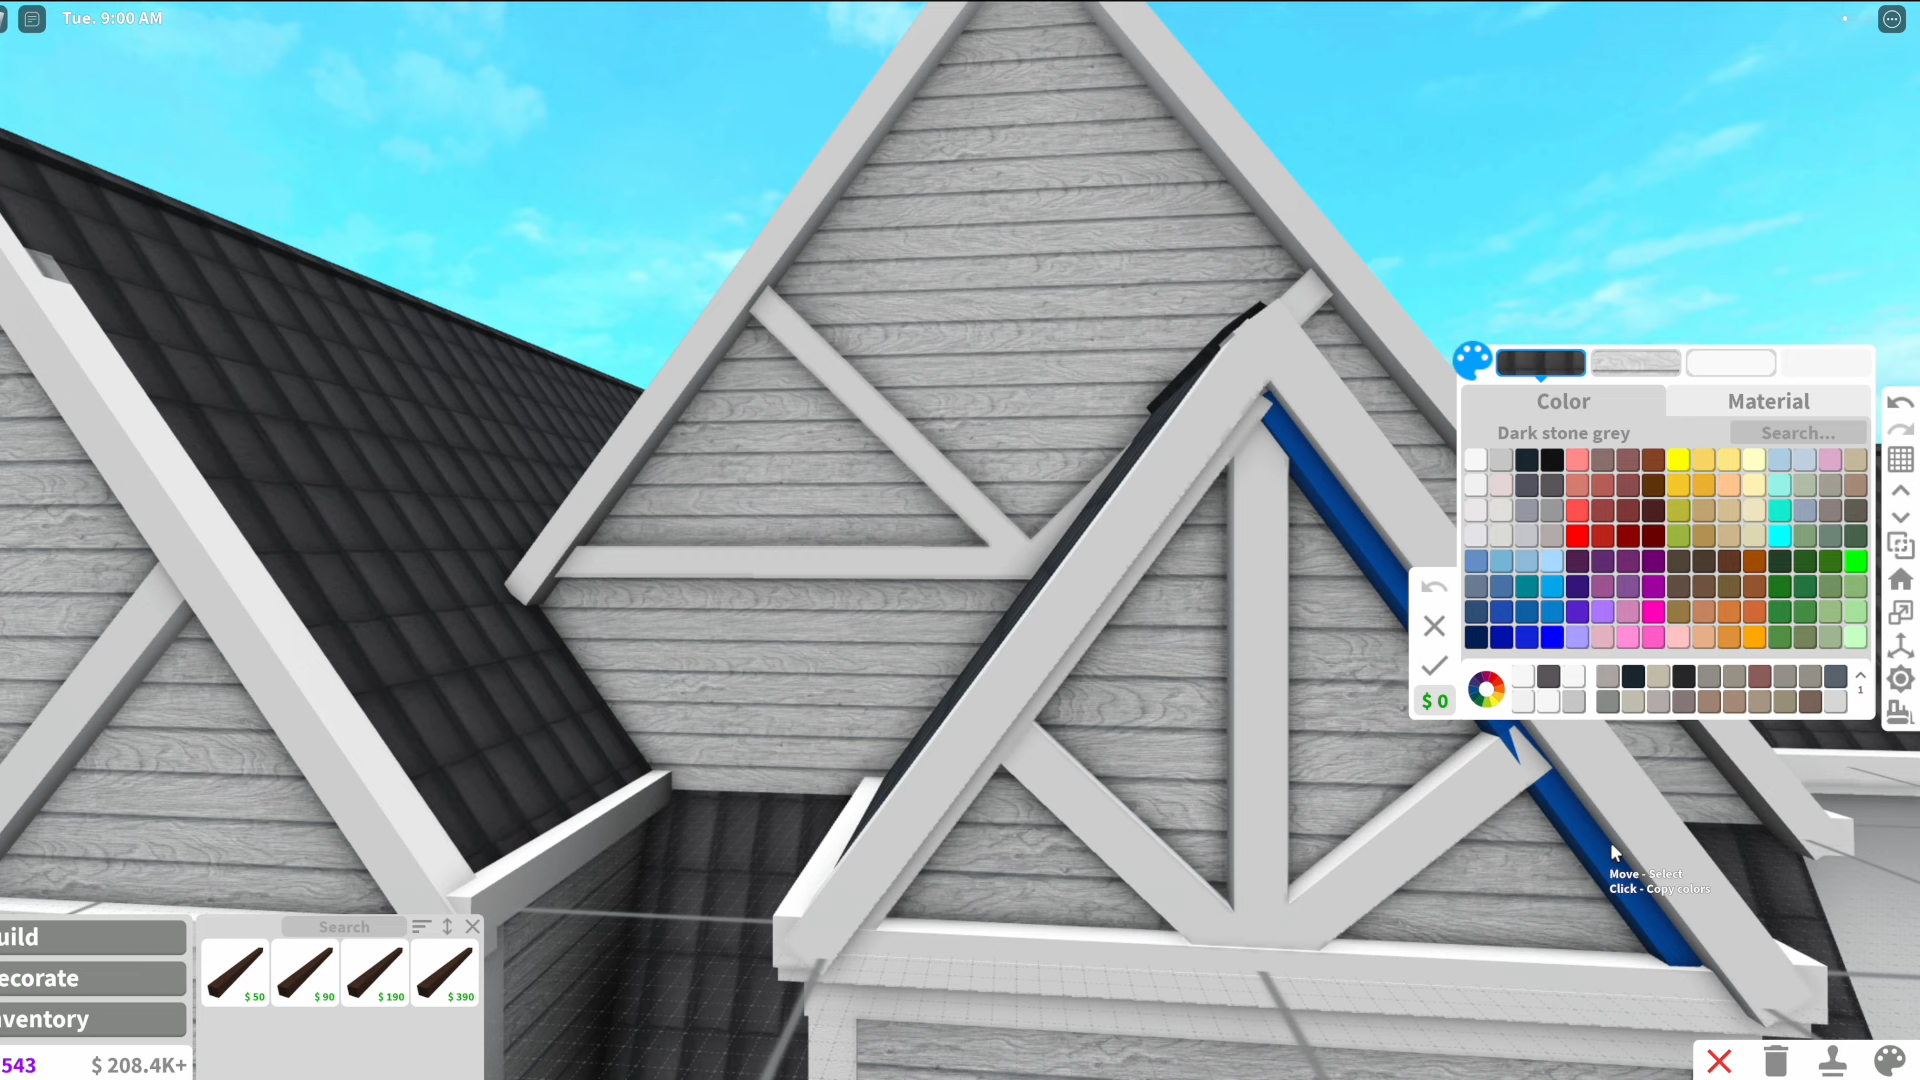 Tue. 9:00 AM
Color
Material
Dark stone grey
Search...
$ 0
Move - Select
Click - Copy colors
uild
ecorate
nventory
543
$ 208.4K+
Search
$ 50
$ 90
$ 190
$ 390
1